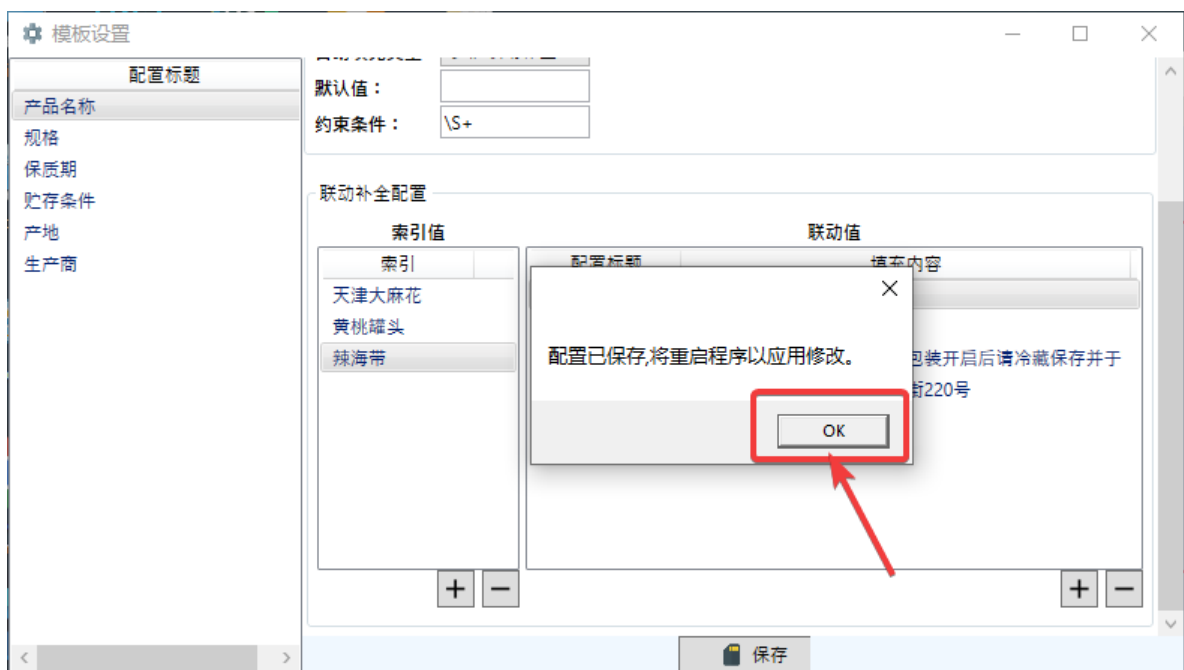 模板设置
配置标题
产品名称
规格
保质期
贮存条件
产地
生产商
默认值：
约束条件：
\S+
联动补全配置
索引值
联动值
索引
配置标题
填充内容
天津大麻花
黄桃罐头
辣海带
配置已保存,将重启程序以应用修改。
OK
包装开启后请冷藏保存并于
街220号
保存